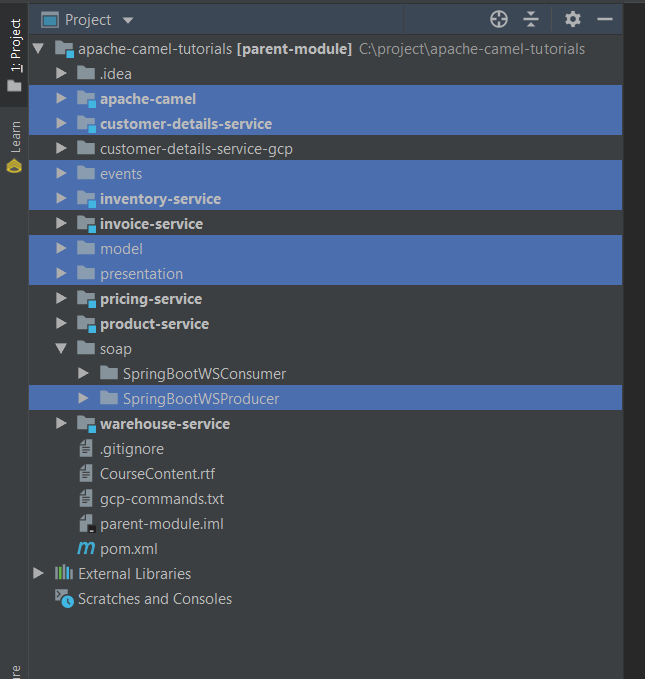 Project
1: Project
Learn
apache-camel-tutorials [parent-module] C:\project\apache-camel-tutorials
.idea
apache-camel
customer-details-service
customer-details-service-gcp
events
inventory-service
invoice-service
model
presentation
pricing-service
product-service
soap
SpringBootWSConsumer
SpringBootWSProducer
warehouse-service
.gitignore
CourseContent.rtf
gcp-commands.txt
parent-module.iml
m pom.xml
External Libraries
Scratches and Consoles